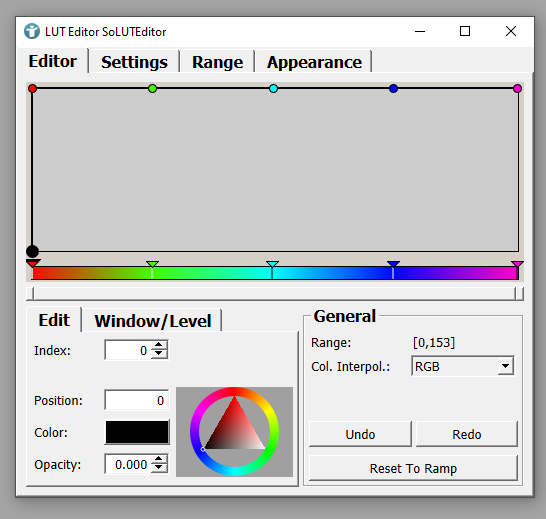 LUT Editor SoLUTEditor
Editor Settings Range Appearance
Edit Window/Level
Index: 0
Position: 0
Color:
Opacity: 0.000
General
Range: [0,153]
Col. Interpol.: RGB
Undo Redo
Reset To Ramp